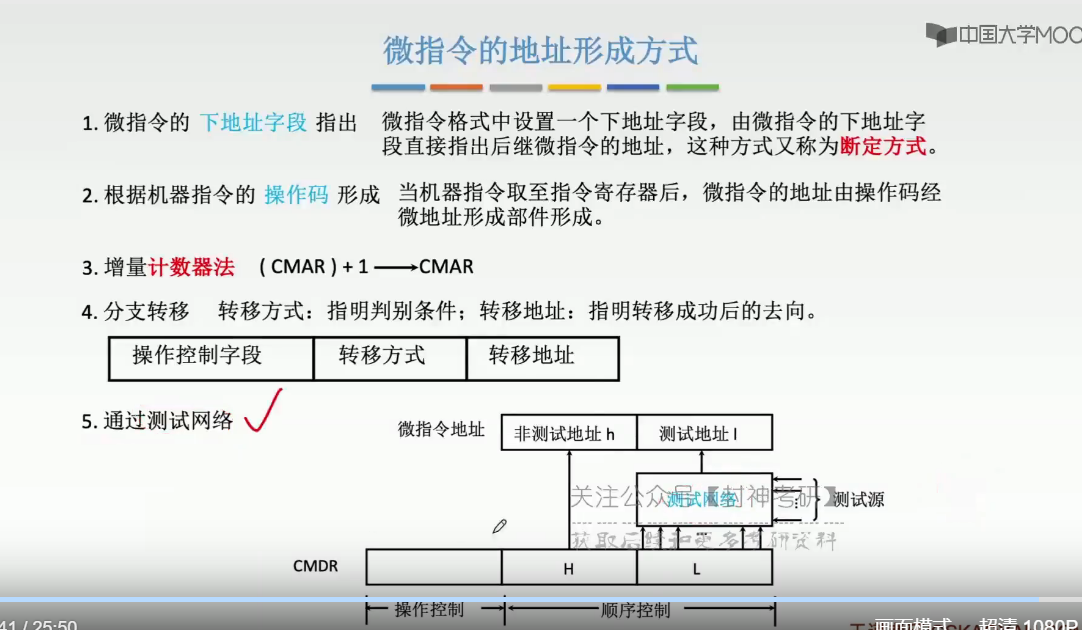 中国大学MOO
微指令的地址形成方式
1. 微指令的 下地址字段 指出 微指令格式中设置一个下地址字段，由微指令的下地址字
段直接指出后继微指令的地址，这种方式又称为断定方式。
2. 根据机器指令的 操作码 形成 当机器指令取至指令寄存器后，微指令的地址由操作码经
微地址形成部件形成。
3. 增量计数器法 ( CMAR ) + 1 → CMAR
4. 分支转移 转移方式：指明判别条件；转移地址：指明转移成功后的去向。
操作控制字段 转移方式 转移地址
5. 通过测试网络
微指令地址 非测试地址 h 测试地址 l
关注公众号【封神考研】
测试网络 测试源
获取后续和更多考研资料
CMDR H L
操作控制 顺序控制
41 / 25:50 画面模式 超清 1080P